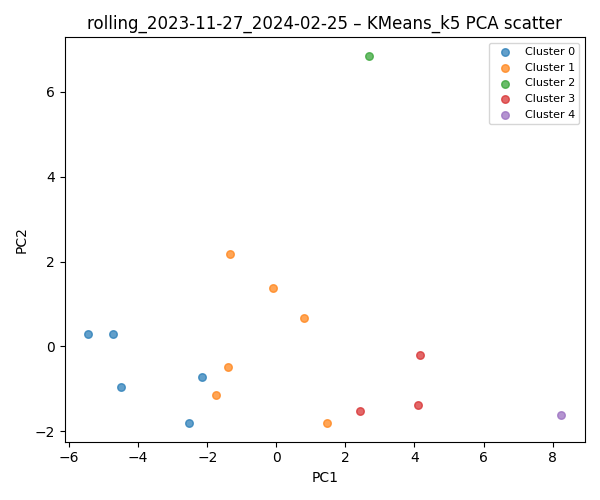 rolling_2023-11-27_2024-02-25 – KMeans_k5 PCA scatter
Cluster 0
Cluster 1
Cluster 2
Cluster 3
Cluster 4
6
4
2
0
−2
PC2
−6
−4
−2
0
2
4
6
8
PC1